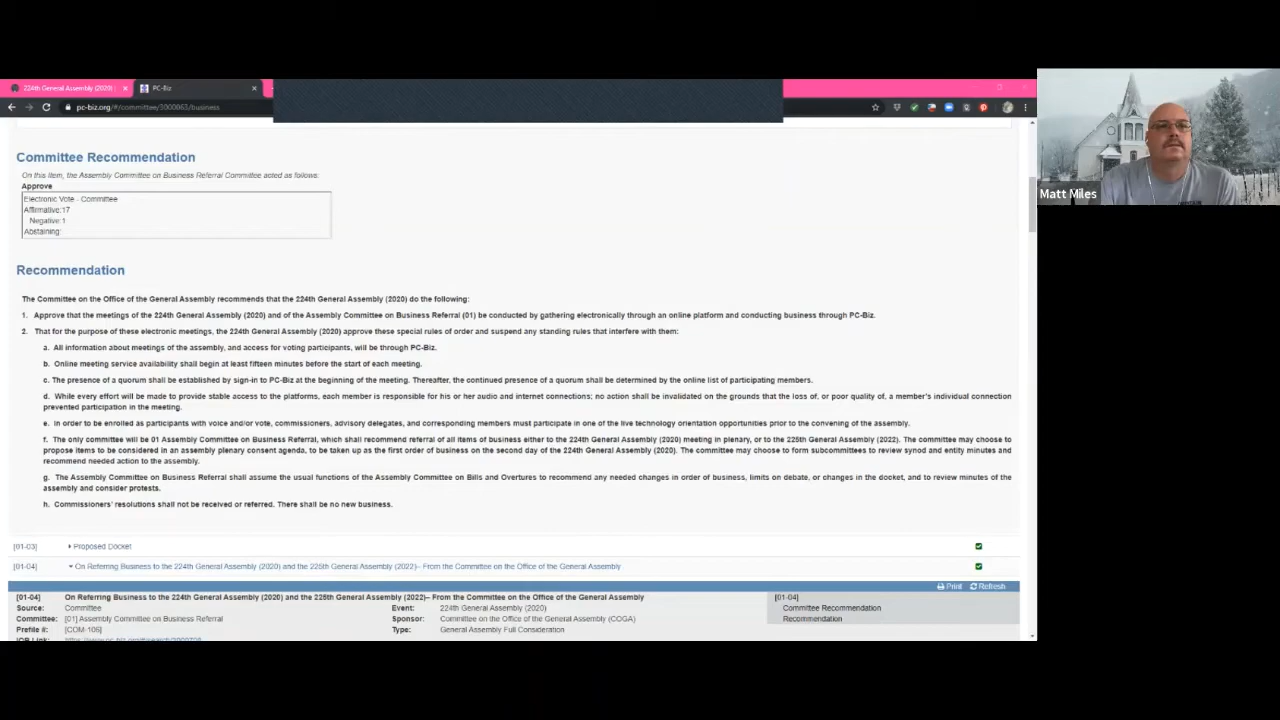 224th General Assembly (2020)
PC-Biz
pc-biz.org/#/committee/3000063/business
Committee Recommendation
On this item, the Assembly Committee on Business Referral Committee acted as follows:
Approve
Electronic Vote - Committee
Affirmative:17
Negative:1
Abstaining:
Matt Miles
Recommendation
The Committee on the Office of the General Assembly recommends that the 224th General Assembly (2020) do the following:
1. Approve that the meetings of the 224th General Assembly (2020) and of the Assembly Committee on Business Referral (01) be conducted by gathering electronically through an online platform and conducting business through PC-Biz.
2. That for the purpose of these electronic meetings, the 224th General Assembly (2020) approve these special rules of order and suspend any standing rules that interfere with them:
a. All information about meetings of the assembly, and access for voting participants, will be through PC-Biz.
b. Online meeting service availability shall begin at least fifteen minutes before the start of each meeting.
c. The presence of a quorum shall be established by sign-in to PC-Biz at the beginning of the meeting. Thereafter, the continued presence of a quorum shall be determined by the online list of participating members.
d. While every effort will be made to provide stable access to the platforms, each member is responsible for his or her audio and internet connections; no action shall be invalidated on the grounds that the loss of, or poor quality of, a member's individual connection
prevented participation in the meeting.
e. In order to be enrolled as participants with voice and/or vote, commissioners, advisory delegates, and corresponding members must participate in one of the live technology orientation opportunities prior to the convening of the assembly.
f. The only committee will be 01 Assembly Committee on Business Referral, which shall recommend referral of all items of business either to the 224th General Assembly (2020) meeting in plenary, or to the 225th General Assembly (2022). The committee may choose to
propose items to be considered in an assembly plenary consent agenda, to be taken up as the first order of business on the second day of the 224th General Assembly (2020). The committee may choose to form subcommittees to review synod and entity minutes and
recommend needed action to the assembly.
g. The Assembly Committee on Business Referral shall assume the usual functions of the Assembly Committee on Bills and Overtures to recommend any needed changes in order of business, limits on debate, or changes in the docket, and to review minutes of the
assembly and consider protests.
h. Commissioners' resolutions shall not be received or referred. There shall be no new business.
[01-03] Proposed Docket
[01-04] On Referring Business to the 224th General Assembly (2020) and the 225th General Assembly (2022)– From the Committee on the Office of the General Assembly
Print Refresh
[01-04] On Referring Business to the 224th General Assembly (2020) and the 225th General Assembly (2022)– From the Committee on the Office of the General Assembly [01-04]
Source: Committee Event: 224th General Assembly (2020) Committee Recommendation
Committee: [01] Assembly Committee on Business Referral Sponsor: Committee on the Office of the General Assembly (COGA) Recommendation
Prefile #: [COM-105] Type: General Assembly Full Consideration